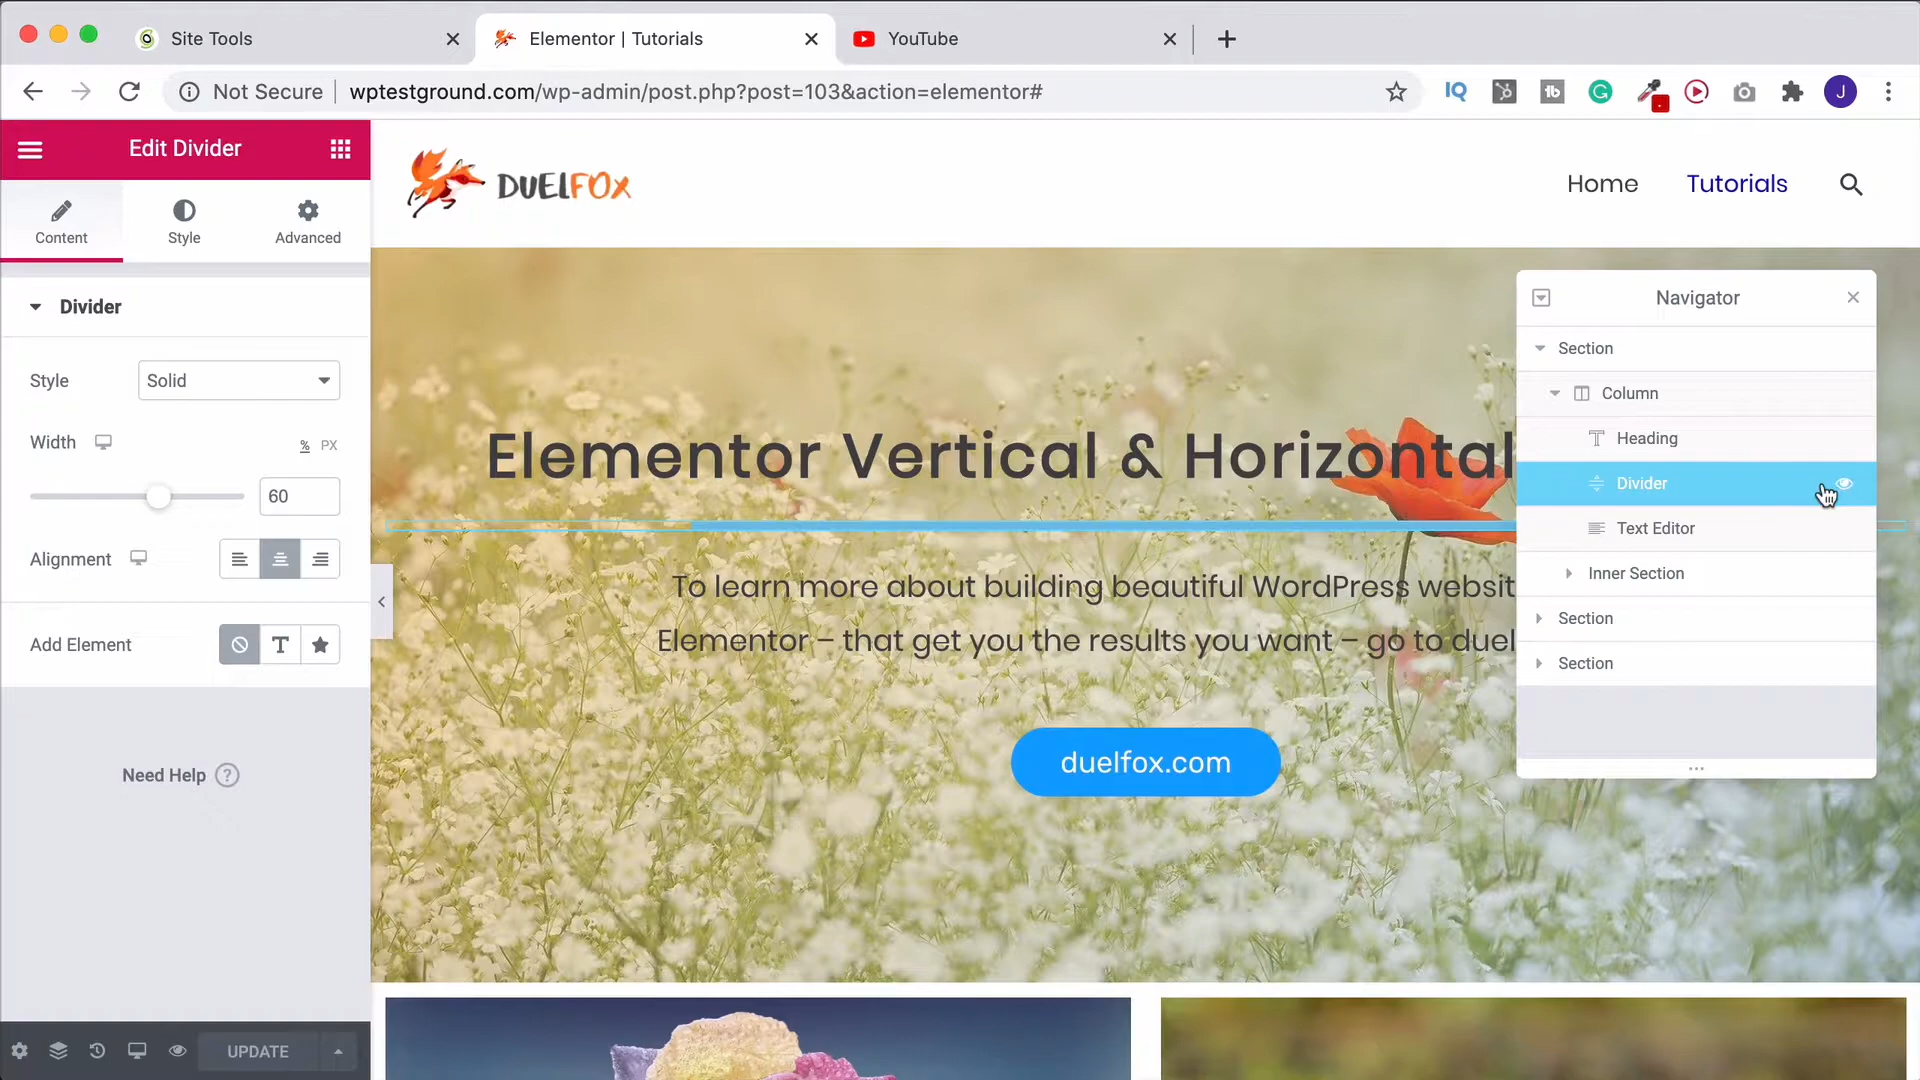 Site Tools
Elementor | Tutorials
YouTube
Not Secure
wptestground.com/wp-admin/post.php?post=103&action=elementor#
IQ
tb
G
J
Edit Divider
DUELFOX
Home
Tutorials
Content
Style
Advanced
Divider
Style
Solid
Width
%
PX
60
Alignment
Add Element
Need Help ?
UPDATE
Elementor Vertical & Horizontal
To learn more about building beautiful WordPress websit
Elementor – that get you the results you want – go to duel
duelfox.com
Navigator
Section
Column
Heading
Divider
Text Editor
Inner Section
Section
Section